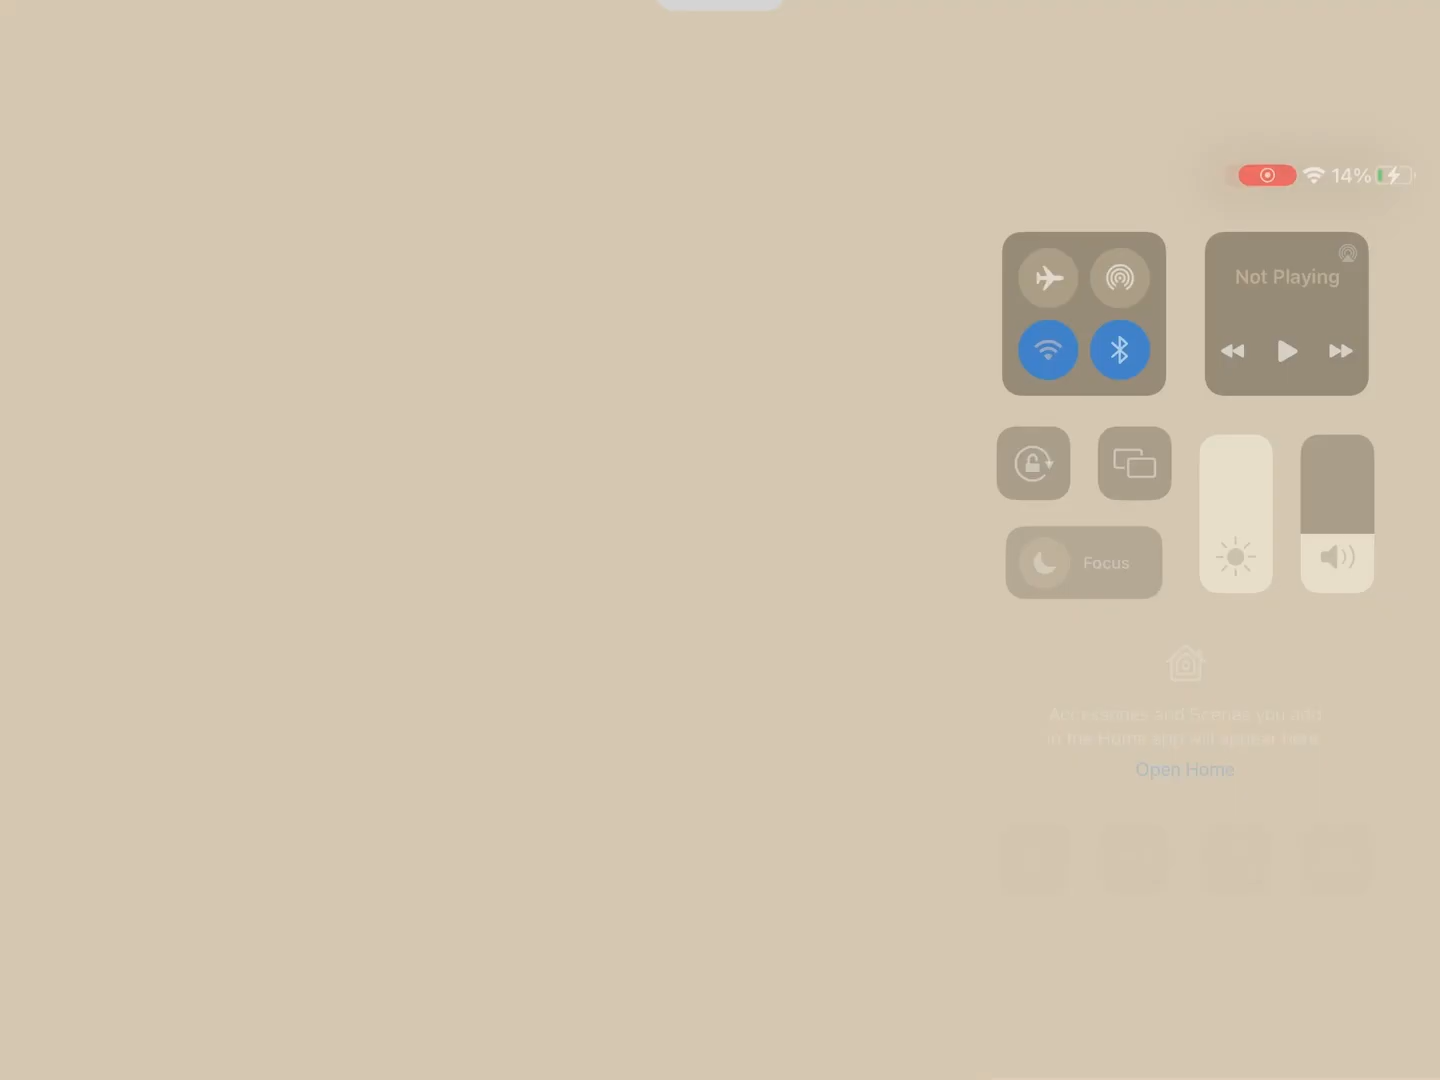 14%
Not Playing
Focus
Accessories and Scenes you add
in the Home app will appear here.
Open Home